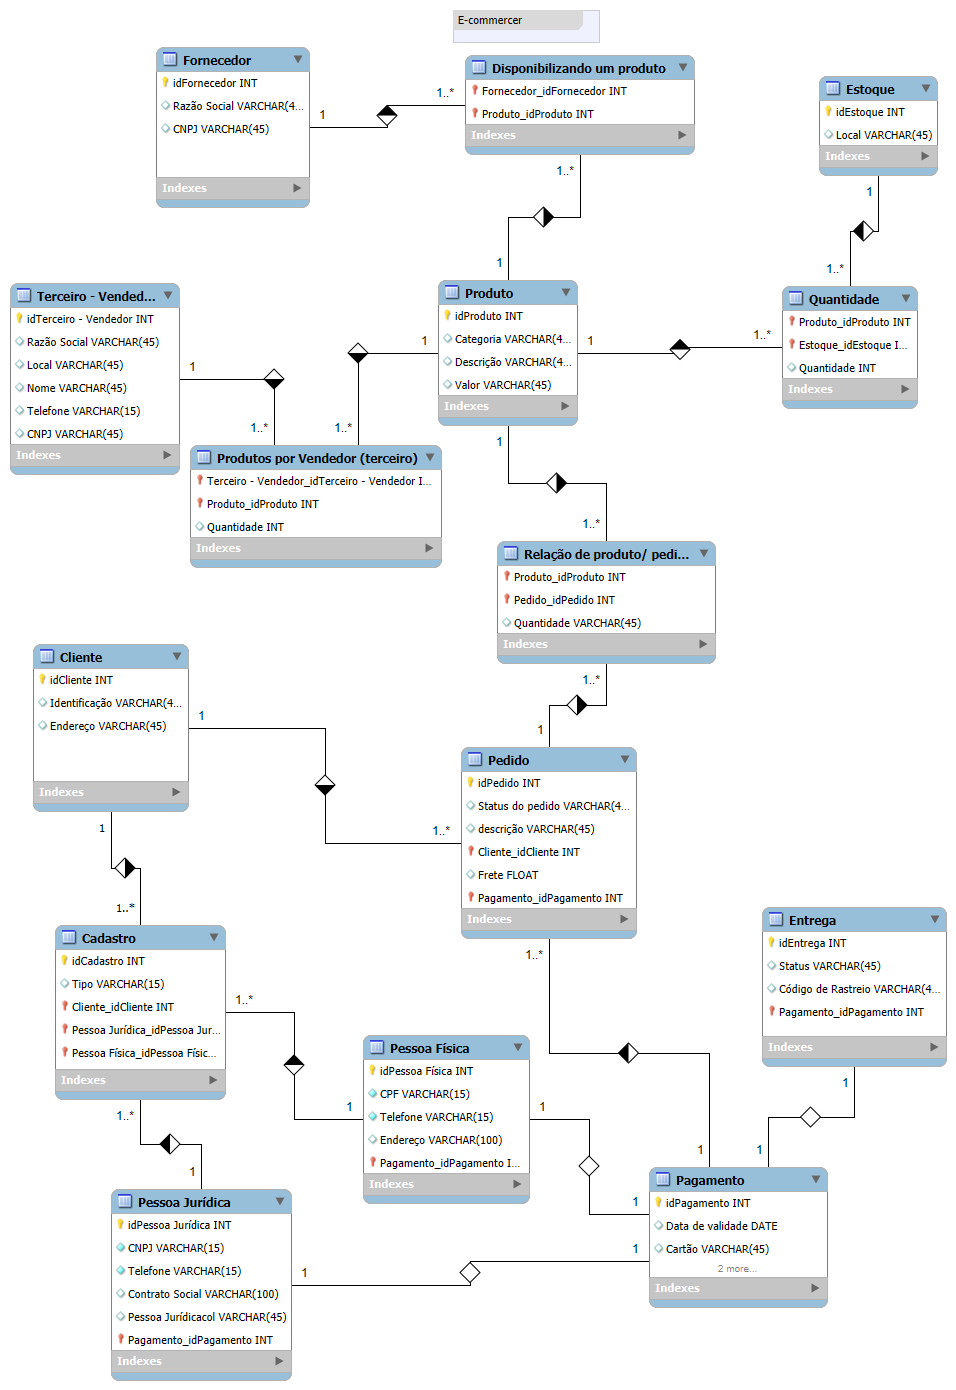 E-commercer
Fornecedor
idFornecedor INT
Razão Social VARCHAR(4...
CNPJ VARCHAR(45)
Indexes
1
1..*
Disponibilizando um produto
Fornecedor_idFornecedor INT
Produto_idProduto INT
Indexes
1..*
1
Estoque
idEstoque INT
Local VARCHAR(45)
Indexes
1
1..*
Terceiro - Vended...
idTerceiro - Vendedor INT
Razão Social VARCHAR(45)
Local VARCHAR(45)
Nome VARCHAR(45)
Telefone VARCHAR(15)
CNPJ VARCHAR(45)
Indexes
1
1..*
Produto
idProduto INT
Categoria VARCHAR(4...
Descrição VARCHAR(4...
Valor VARCHAR(45)
Indexes
1
1..*
1
1..*
Quantidade
Produto_idProduto INT
Estoque_idEstoque I...
Quantidade INT
Indexes
Produtos por Vendedor (terceiro)
Terceiro - Vendedor_idTerceiro - Vendedor I...
Produto_idProduto INT
Quantidade INT
Indexes
1
1..*
Relação de produto/ pedi...
Produto_idProduto INT
Pedido_idPedido INT
Quantidade VARCHAR(45)
Indexes
1..*
1
Cliente
idCliente INT
Identificação VARCHAR(4...
Endereço VARCHAR(45)
Indexes
1
1..*
1
1..*
Pedido
idPedido INT
Status do pedido VARCHAR(4...
descrição VARCHAR(45)
Cliente_idCliente INT
Frete FLOAT
Pagamento_idPagamento INT
Indexes
1..*
1
Cadastro
idCadastro INT
Tipo VARCHAR(15)
Cliente_idCliente INT
Pessoa Jurídica_idPessoa Jur...
Pessoa Física_idPessoa Físic...
Indexes
1..*
1
1..*
1
Entrega
idEntrega INT
Status VARCHAR(45)
Código de Rastreio VARCHAR(4...
Pagamento_idPagamento INT
Indexes
1
1
Pessoa Física
idPessoa Física INT
CPF VARCHAR(15)
Telefone VARCHAR(15)
Endereço VARCHAR(100)
Pagamento_idPagamento I...
Indexes
1
1
Pessoa Jurídica
idPessoa Jurídica INT
CNPJ VARCHAR(15)
Telefone VARCHAR(15)
Contrato Social VARCHAR(100)
Pessoa Jurídicacol VARCHAR(45)
Pagamento_idPagamento INT
Indexes
1
1
Pagamento
idPagamento INT
Data de validade DATE
Cartão VARCHAR(45)
2 more...
Indexes